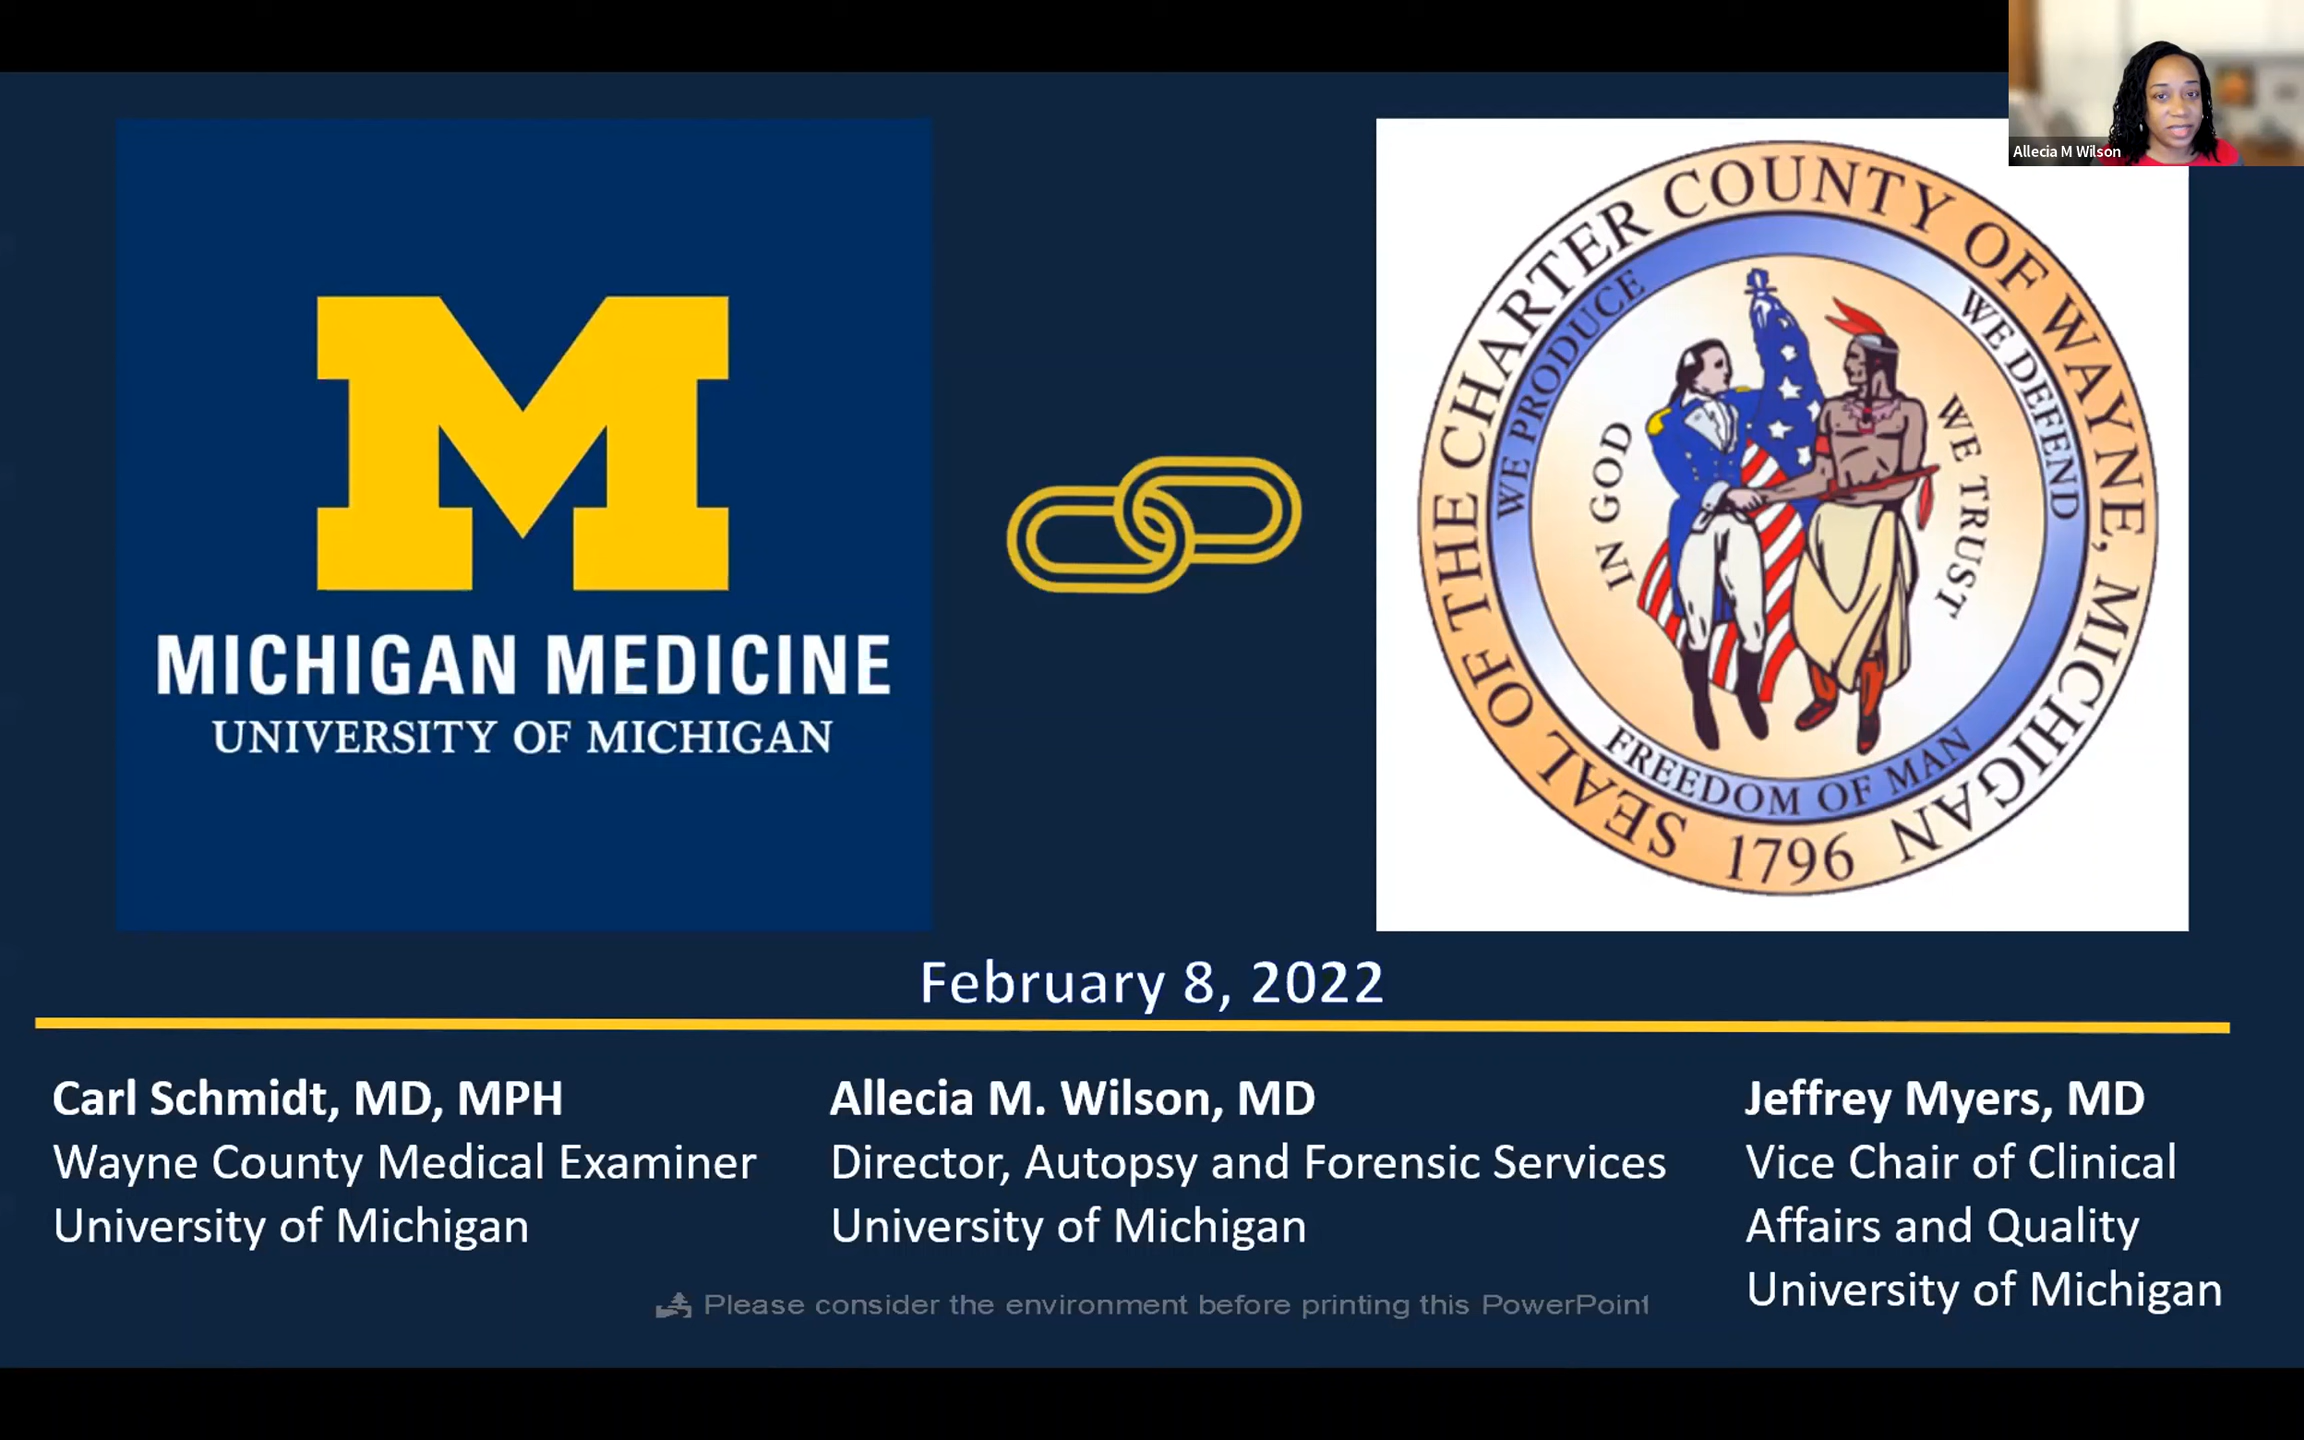 Allecia M Wilson
MICHIGAN MEDICINE
UNIVERSITY OF MICHIGAN
SEAL OF THE CHARTER COUNTY OF WAYNE, MICHIGAN
1796
WE PRODUCE
WE DEFEND
FREEDOM OF MAN
IN GOD
WE TRUST
February 8, 2022
Carl Schmidt, MD, MPH
Wayne County Medical Examiner
University of Michigan
Allecia M. Wilson, MD
Director, Autopsy and Forensic Services
University of Michigan
Jeffrey Myers, MD
Vice Chair of Clinical
Affairs and Quality
University of Michigan
Please consider the environment before printing this PowerPoint